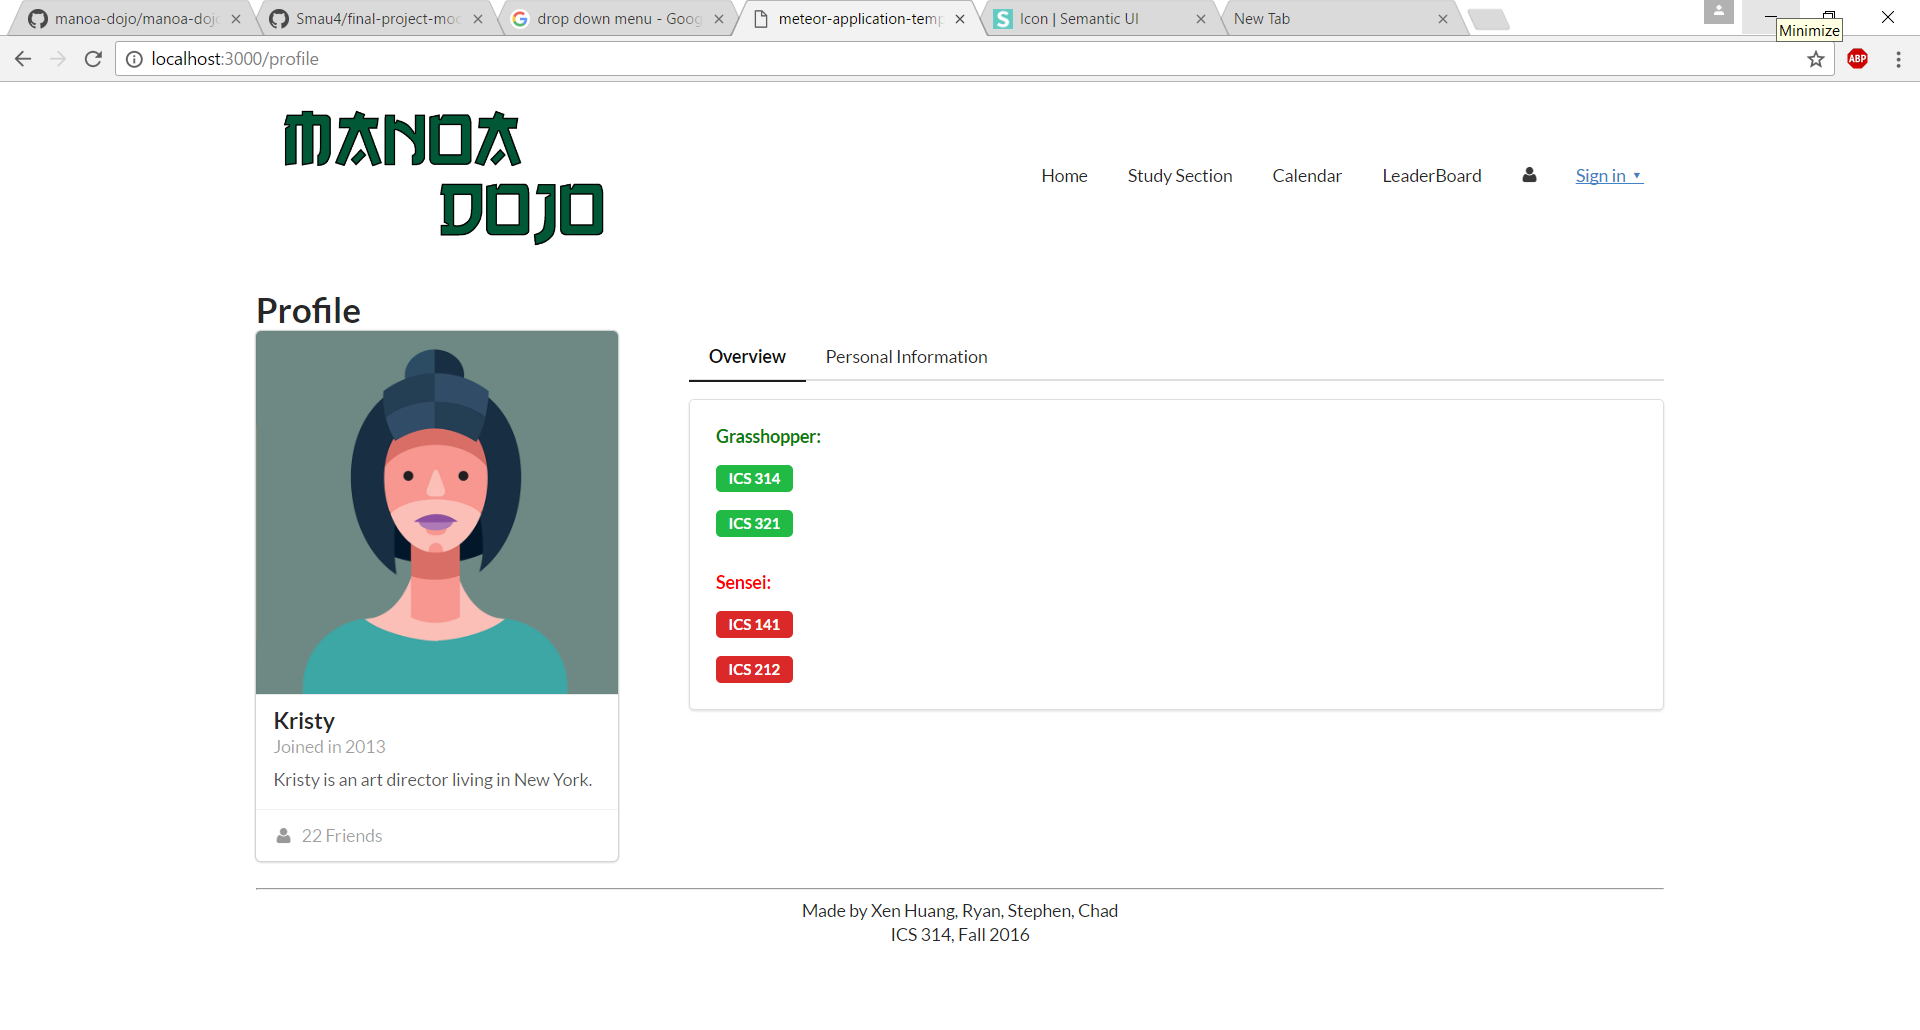 manoa-dojo/manoa-dojo
Smau4/final-project-moc
drop down menu - Goog
meteor-application-temp
Icon | Semantic UI
New Tab
Minimize
localhost:3000/profile
ABP
MANOA
DOJO
Home
Study Section
Calendar
LeaderBoard
Sign in
Profile
Overview
Personal Information
Grasshopper:
ICS 314
ICS 321
Sensei:
ICS 141
ICS 212
Kristy
Joined in 2013
Kristy is an art director living in New York.
22 Friends
Made by Xen Huang, Ryan, Stephen, Chad
ICS 314, Fall 2016